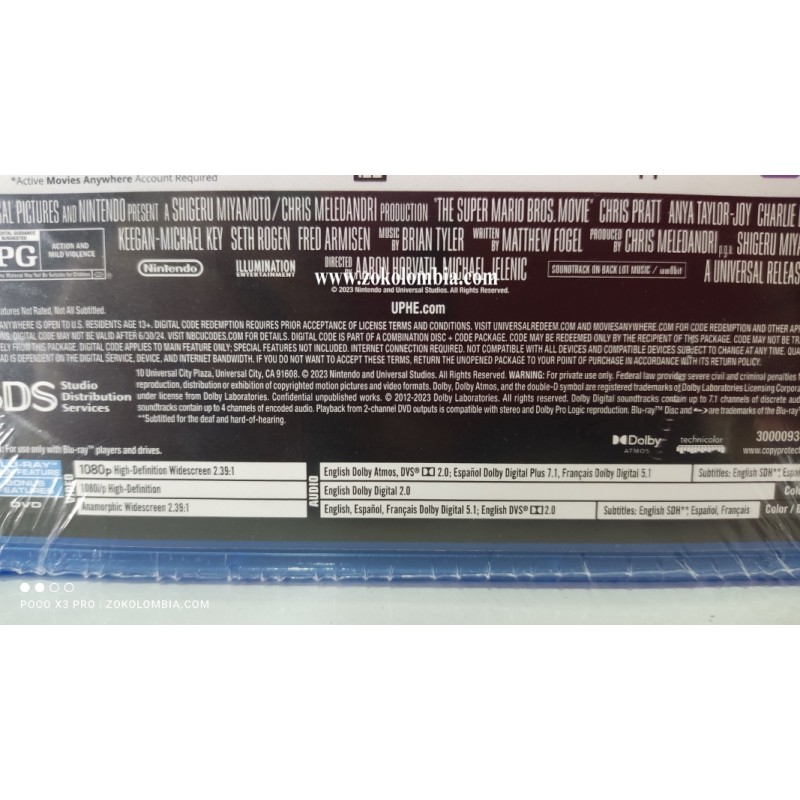 *Active Movies Anywhere Account Required
AL PICTURES AND NINTENDO PRESENT A SHIGERU MIYAMOTO/CHRIS MELEDANDRI PRODUCTION "THE SUPER MARIO BROS. MOVIE" CHRIS PRATT ANYA TAYLOR-JOY CHARLIE
KEEGAN-MICHAEL KEY SETH ROGEN FRED ARMISEN MUSIC BY BRIAN TYLER WRITTEN BY MATTHEW FOGEL PRODUCED BY CHRIS MELEDANDRI, p.g.a. SHIGERU MIYA
PG ACTION AND MILD VIOLENCE
Nintendo ILLUMINATION ENTERTAINMENT DIRECTED BY AARON HORVATH MICHAEL JELENIC SOUNDTRACK ON BACK LOT MUSIC / iam8bit A UNIVERSAL RELEAS
www.zokolombia.com
© 2023 Nintendo and Universal Studios. All Rights Reserved.
UPHE.com
atures Not Rated, Not All Subtitled.
ANYWHERE IS OPEN TO U.S. RESIDENTS AGE 13+. DIGITAL CODE REDEMPTION REQUIRES PRIOR ACCEPTANCE OF LICENSE TERMS AND CONDITIONS. VISIT UNIVERSALREDEEM.COM AND MOVIESANYWHERE.COM FOR CODE REDEMPTION AND OTHER APP
NS. DIGITAL CODE MAY NOT BE VALID AFTER 6/30/24. VISIT NBCUCODES.COM FOR DETAILS. DIGITAL CODE IS PART OF A COMBINATION DISC + CODE PACKAGE. CODE MAY BE REDEEMED ONLY BY THE RECIPIENT OF THIS PACKAGE. CODE MAY NOT B
ELY FROM THIS PACKAGE. FOR MAIN FEATURE ONLY; SPECIAL FEATURES NOT INCLUDED. INTERNET CONNECTION REQUIRED. NOT COMPATIBLE WITH ALL DEVICES AND COMPATIBLE DEVICES SUBJECT TO CHANGE AT ANY TIME. QUA
AD IS DEPENDENT ON THE DIGITAL SERVICE, DEVICE, AND INTERNET BANDWIDTH. IF YOU DO NOT WANT TO ACCEPT THESE TERMS, RETURN THE UNOPENED PACKAGE TO YOUR POINT OF PURCHASE IN ACCORDANCE WITH ITS RETURN POLICY.
SDS Studio Distribution Services
10 Universal City Plaza, Universal City, CA 91608. © 2023 Nintendo and Universal Studios. All Rights Reserved. WARNING: For private use only. Federal law provides severe civil and criminal penalties
reproduction, distribution or exhibition of copyrighted motion pictures and video formats. Dolby, Dolby Atmos, and the double-D symbol are registered trademarks of Dolby Laboratories Licensing Corpora
under license from Dolby Laboratories. Confidential unpublished works. © 2012-2023 Dolby Laboratories. All rights reserved. Dolby Digital soundtracks contain up to 7.1 channels of discrete aud
soundtracks contain up to 4 channels of encoded audio. Playback from 2-channel DVD outputs is compatible with stereo and Dolby Pro Logic reproduction. Blu-ray™ Disc and are trademarks of the Blu-ray
**Subtitled for the deaf and hard-of-hearing.
Dolby ATMOS technicolor 3000093
: For use only with Blu-ray™ players and drives. www.copyprotect
BLU-RAY™ FEATURE VIDEO 1080p High-Definition Widescreen 2.39:1 AUDIO English Dolby Atmos, DVS® 2.0; Español Dolby Digital Plus 7.1, Français Dolby Digital 5.1 Subtitles: English SDH**, Españ
BONUS FEATURES 1080i/p High-Definition English Dolby Digital 2.0 Colo
DVD Anamorphic Widescreen 2.39:1 English, Español, Français Dolby Digital 5.1; English DVS® 2.0 Subtitles: English SDH**, Español, Français Color / B
POCO X3 PRO | ZOKOLOMBIA.COM